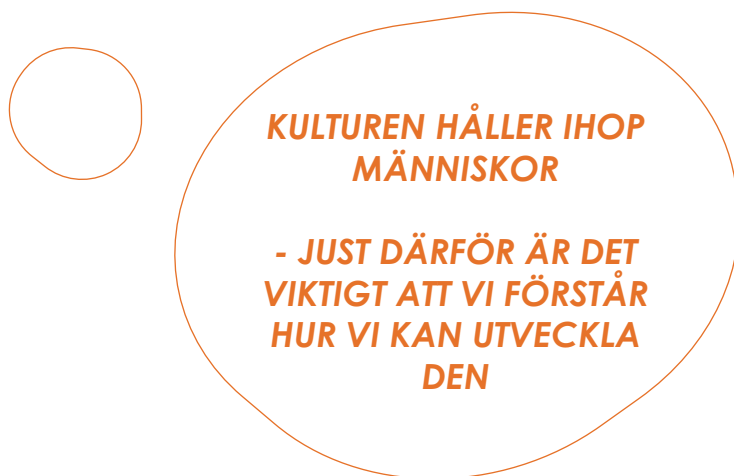 KULTUREN HÅLLER IHOP
MÄNNISKOR
- JUST DÄRFÖR ÄR DET
VIKTIGT ATT VI FÖRSTÅR
HUR VI KAN UTVECKLA
DEN